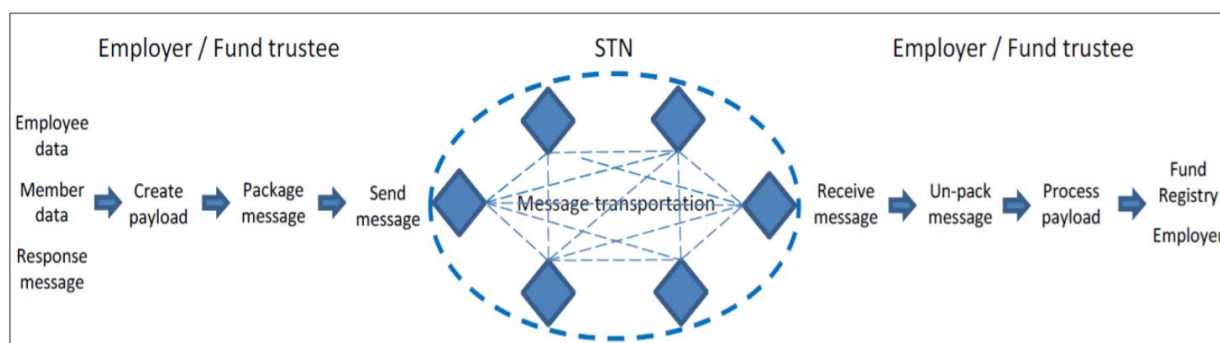 Employer / Fund trustee
STN
Employer / Fund trustee
Employee
data
Member
data
Response
message
Create
payload
Package
message
Send
message
Message transportation
Receive
message
Un-pack
message
Process
payload
Fund
Registry
Employer